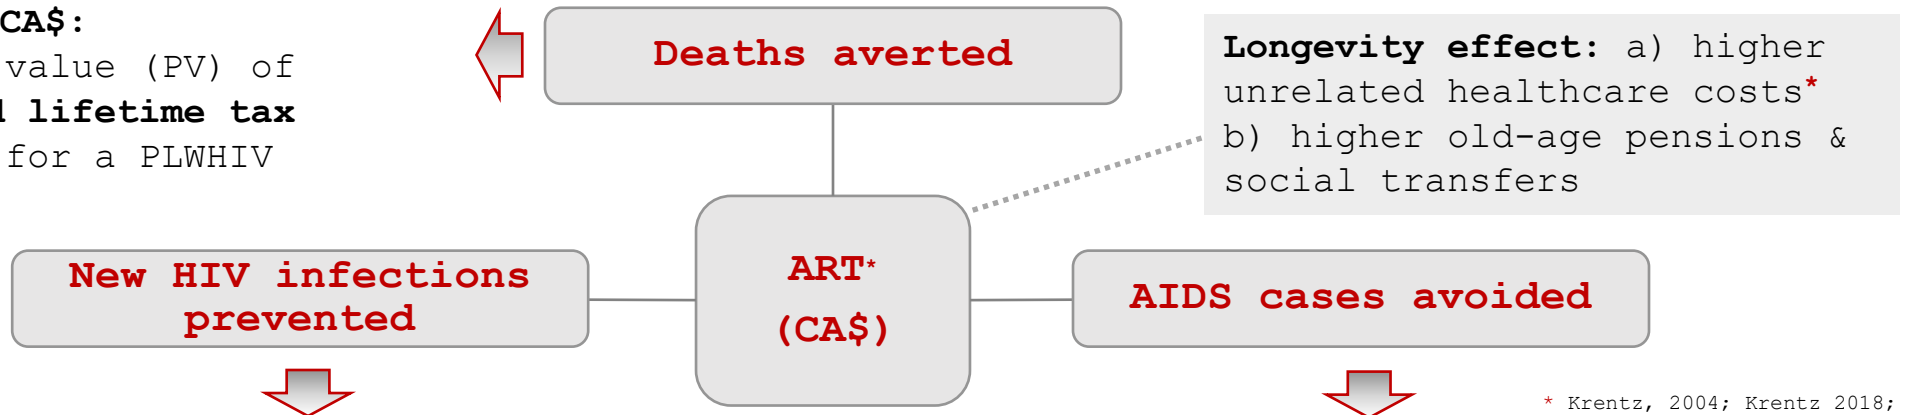 CA$:
value (PV) of
lifetime tax
for a PLWHIV
Deaths averted
Longevity effect: a) higher
unrelated healthcare costs*
b) higher old-age pensions &
social transfers
New HIV infections
prevented
ART*
(CA$)
AIDS cases avoided
* Krentz, 2004; Krentz 2018;